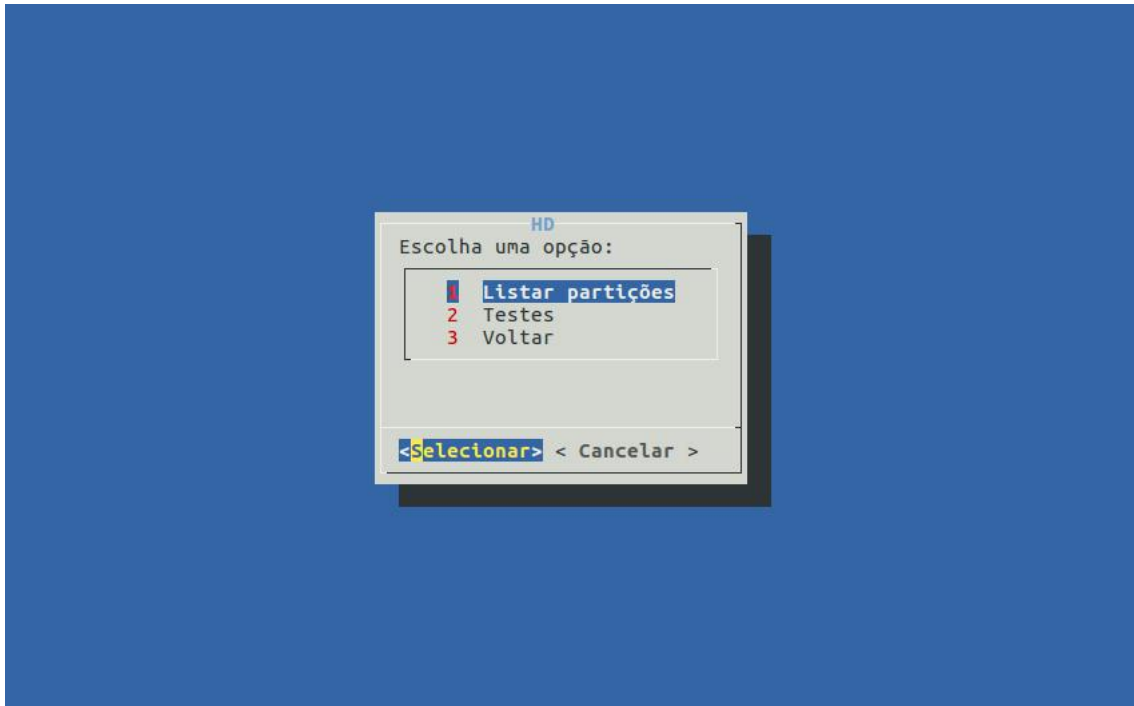 HD
Escolha uma opção:
1 Listar partições
2 Testes
3 Voltar
<Selecionar> < Cancelar >